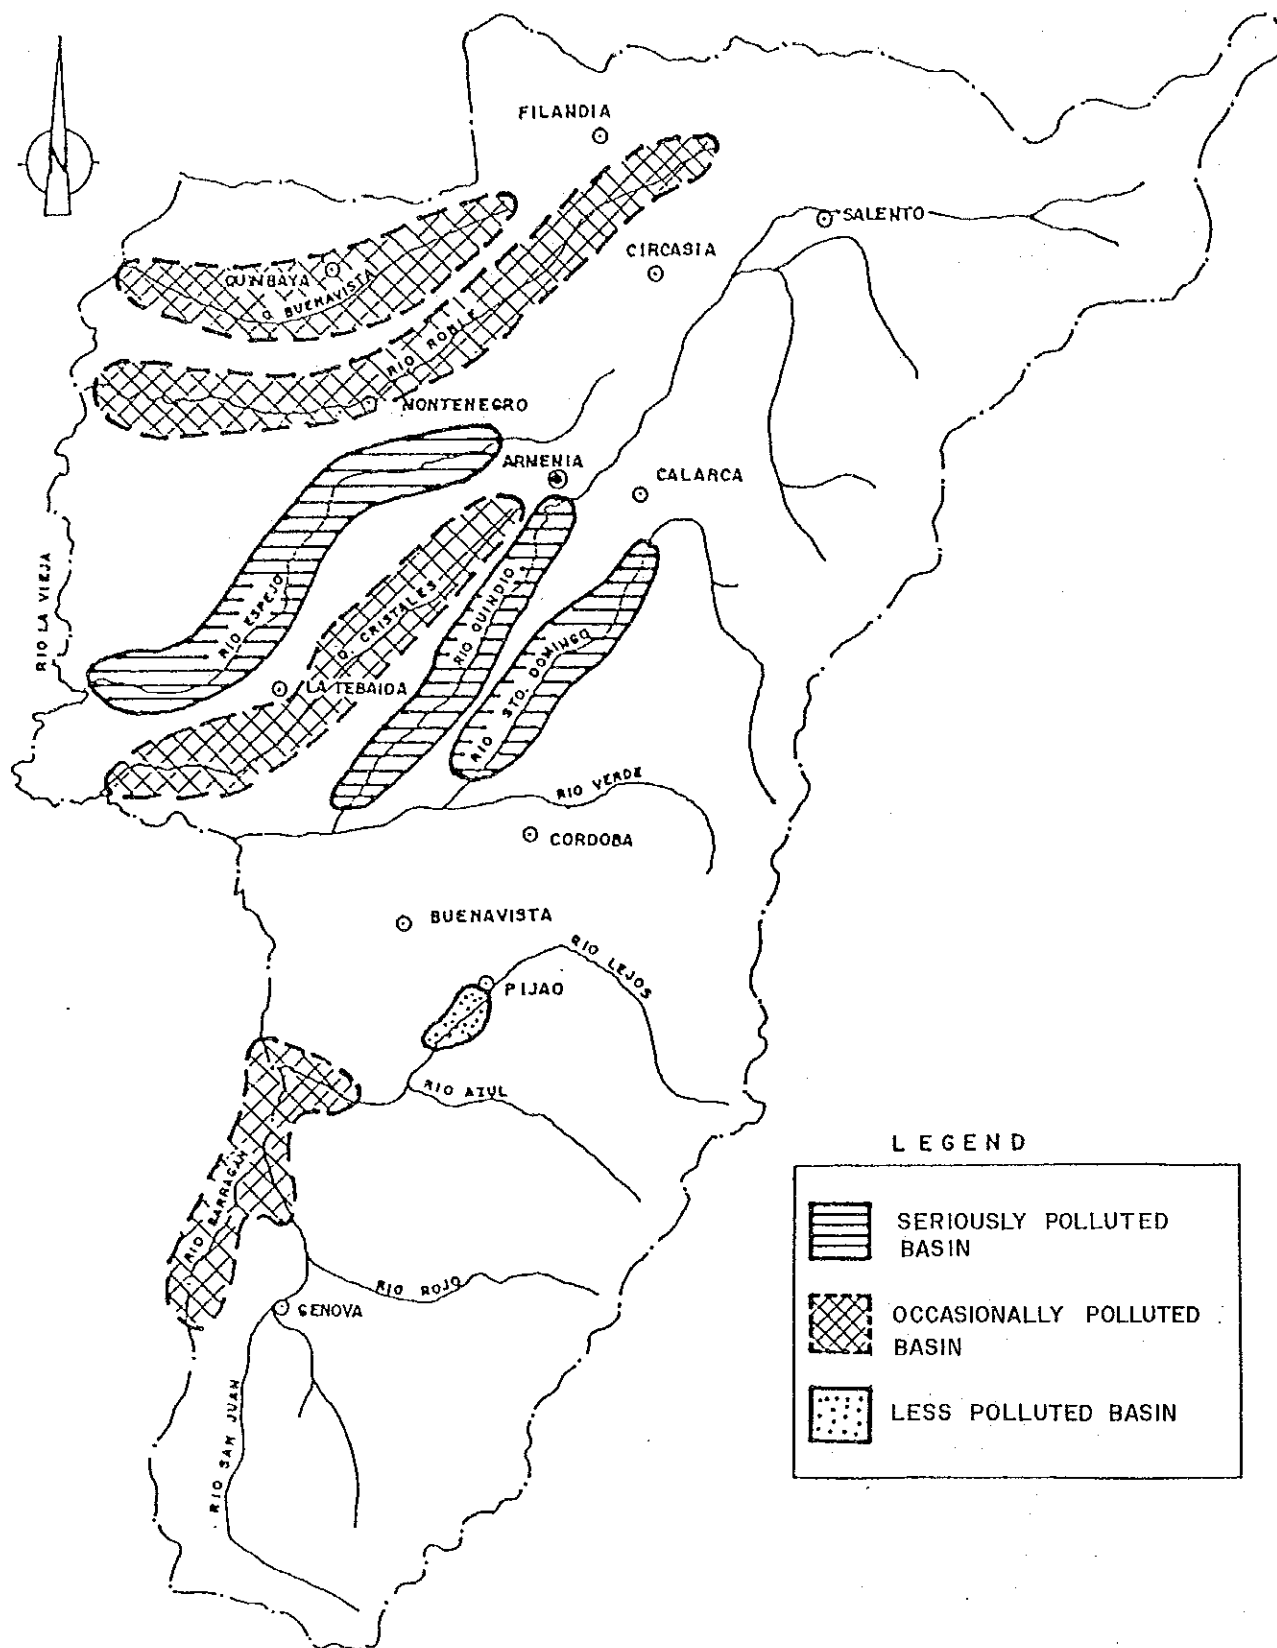 FILANDIA
SALENTO
CIRCASIA
QUIMBAYA
Q. BUENAVISTA
RIO ROBLE
MONTENEGRO
ARMENIA
CALARCA
RIO LA VIEJA
RIO ESPEJO
Q. CRISTALES
RIO QUINDIO
RIO STO. DOMINGO
LA TEBAIDA
RIO VERDE
CORDOBA
BUENAVISTA
RIO LEJOS
PIJAO
RIO AZUL
RIO BARRAGAN
RIO ROJO
GENOVA
RIO SAN JUAN
LEGEND
SERIOUSLY POLLUTED
BASIN
OCCASIONALLY POLLUTED
BASIN
LESS POLLUTED BASIN